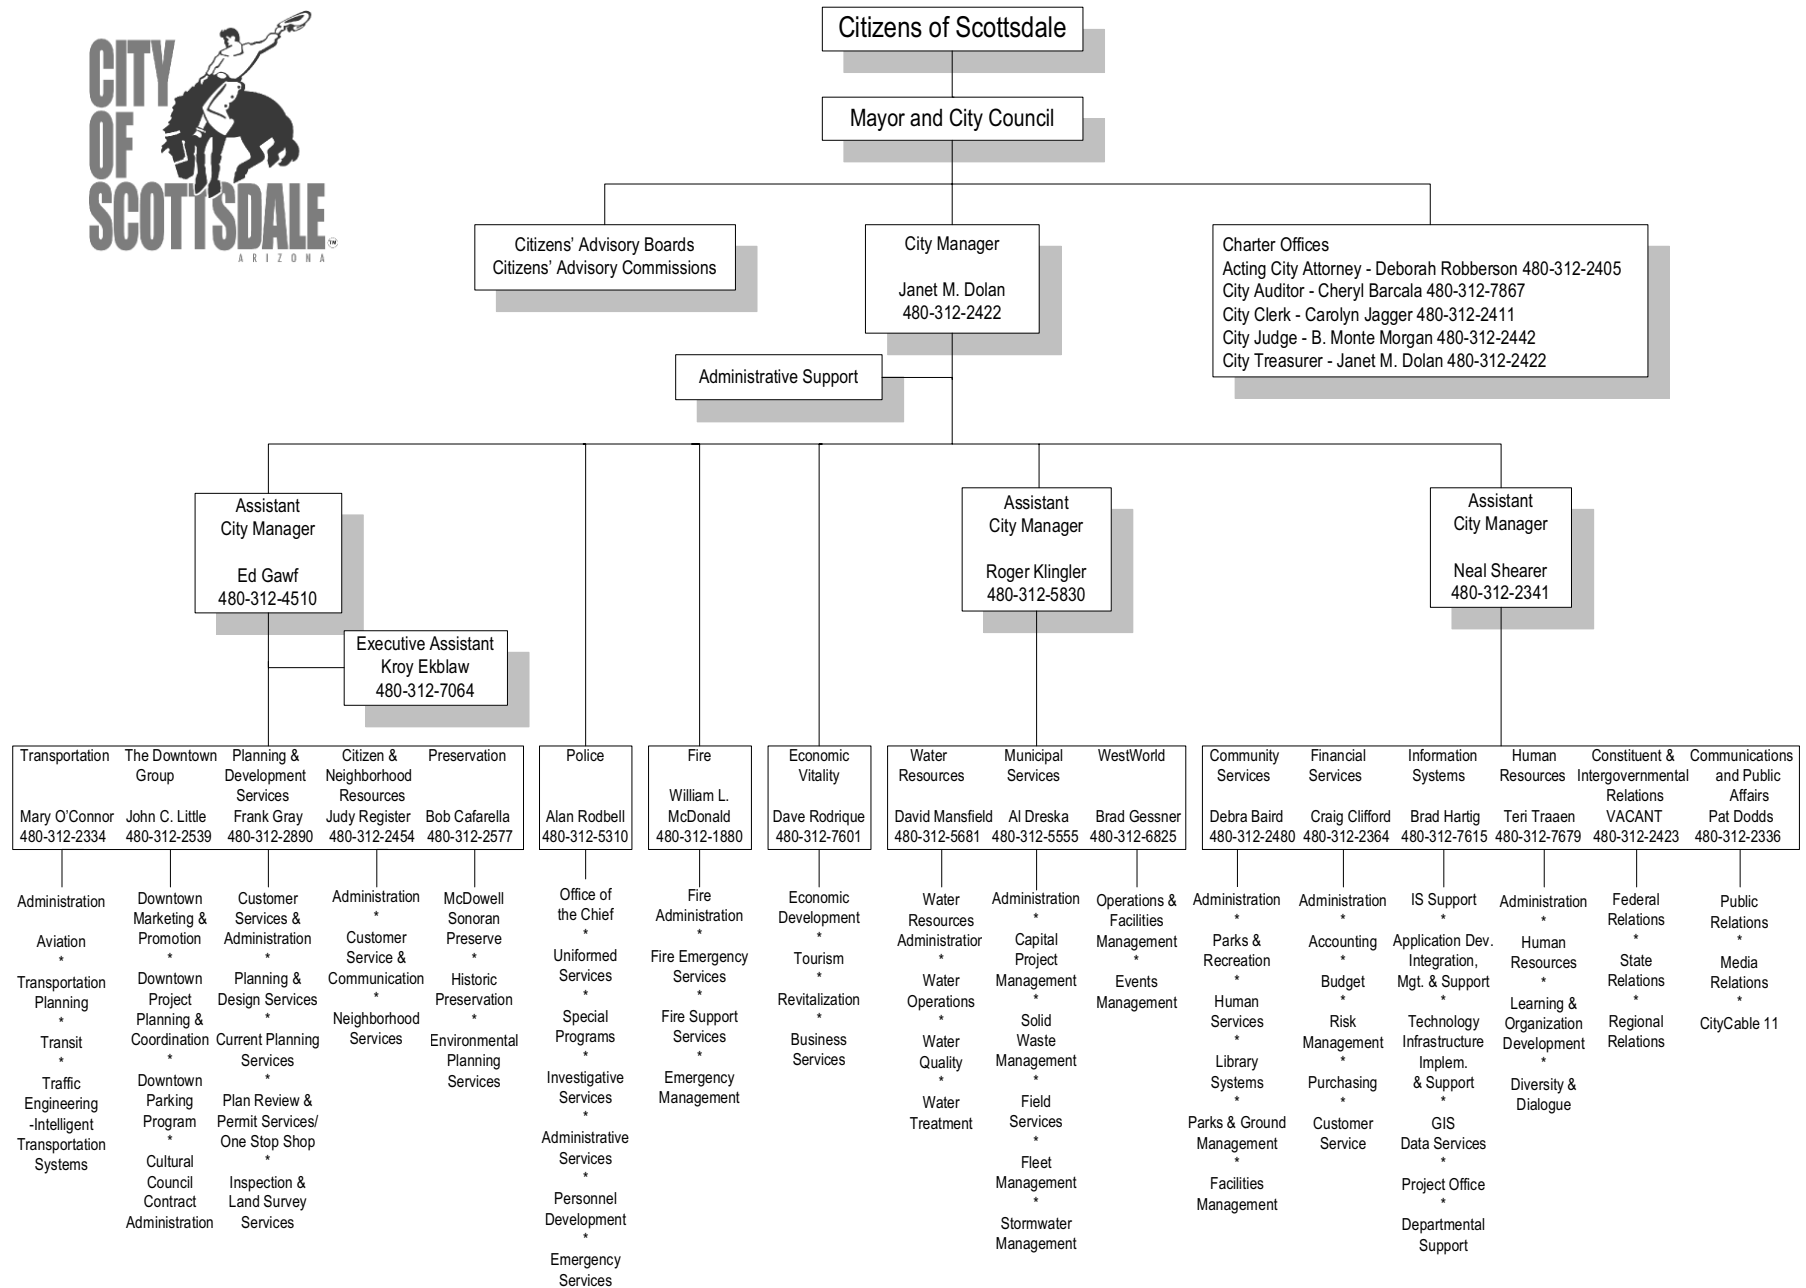 CITY
OF
SCOTTSDALE
TM
ARIZONA
Citizens of Scottsdale
Mayor and City Council
Citizens' Advisory Boards
Citizens' Advisory Commissions
City Manager
Janet M. Dolan
480-312-2422
Charter Offices
Acting City Attorney - Deborah Robberson 480-312-2405
City Auditor - Cheryl Barcala 480-312-7867
City Clerk - Carolyn Jagger 480-312-2411
City Judge - B. Monte Morgan 480-312-2442
City Treasurer - Janet M. Dolan 480-312-2422
Administrative Support
Assistant
City Manager
Ed Gawf
480-312-4510
Executive Assistant
Kroy Ekblaw
480-312-7064
Assistant
City Manager
Roger Klingler
480-312-5830
Assistant
City Manager
Neal Shearer
480-312-2341
Transportation
Mary O'Connor
480-312-2334
Administration
Aviation
*
Transportation
Planning
*
Transit
*
Traffic
Engineering
-Intelligent
Transportation
Systems
The Downtown
Group
John C. Little
480-312-2539
Downtown
Marketing &
Promotion
*
Downtown
Project
Planning &
Coordination
*
Downtown
Parking
Program
*
Cultural
Council
Contract
Administration
Planning &
Development
Services
Frank Gray
480-312-2890
Customer
Services &
Administration
*
Planning &
Design Services
*
Current Planning
Services
*
Plan Review &
Permit Services/
One Stop Shop
*
Inspection &
Land Survey
Services
Citizen &
Neighborhood
Resources
Judy Register
480-312-2454
Administration
*
Customer
Service &
Communication
*
Neighborhood
Services
Preservation
Bob Cafarella
480-312-2577
McDowell
Sonoran
Preserve
*
Historic
Preservation
*
Environmental
Planning
Services
Police
Alan Rodbell
480-312-5310
Office of
the Chief
*
Uniformed
Services
*
Special
Programs
*
Investigative
Services
*
Administrative
Services
*
Personnel
Development
*
Emergency
Services
Fire
William L.
McDonald
480-312-1880
Fire
Administration
*
Fire Emergency
Services
*
Fire Support
Services
*
Emergency
Management
Economic
Vitality
Dave Rodrique
480-312-7601
Economic
Development
*
Tourism
*
Revitalization
*
Business
Services
Water
Resources
David Mansfield
480-312-5681
Water
Resources
Administration
*
Water
Operations
*
Water
Quality
*
Water
Treatment
Municipal
Services
Al Dreska
480-312-5555
Administration
*
Capital
Project
Management
*
Solid
Waste
Management
*
Field
Services
*
Fleet
Management
*
Stormwater
Management
WestWorld
Brad Gessner
480-312-6825
Operations &
Facilities
Management
*
Events
Management
Community
Services
Debra Baird
480-312-2480
Administration
*
Parks &
Recreation
*
Human
Services
*
Library
Systems
*
Parks & Ground
Management
*
Facilities
Management
Financial
Services
Craig Clifford
480-312-2364
Administration
*
Accounting
*
Budget
*
Risk
Management
*
Purchasing
*
Customer
Service
Information
Systems
Brad Hartig
480-312-7615
IS Support
*
Application Dev.
Integration,
Mgt. & Support
*
Technology
Infrastructure
Implem.
& Support
*
GIS
Data Services
*
Project Office
*
Departmental
Support
Human
Resources
Teri Traaen
480-312-7679
Administration
*
Human
Resources
*
Learning &
Organization
Development
*
Diversity &
Dialogue
Constituent &
Intergovernmental
Relations
VACANT
480-312-2423
Federal
Relations
*
State
Relations
*
Regional
Relations
Communications
and Public
Affairs
Pat Dodds
480-312-2336
Public
Relations
*
Media
Relations
*
CityCable 11